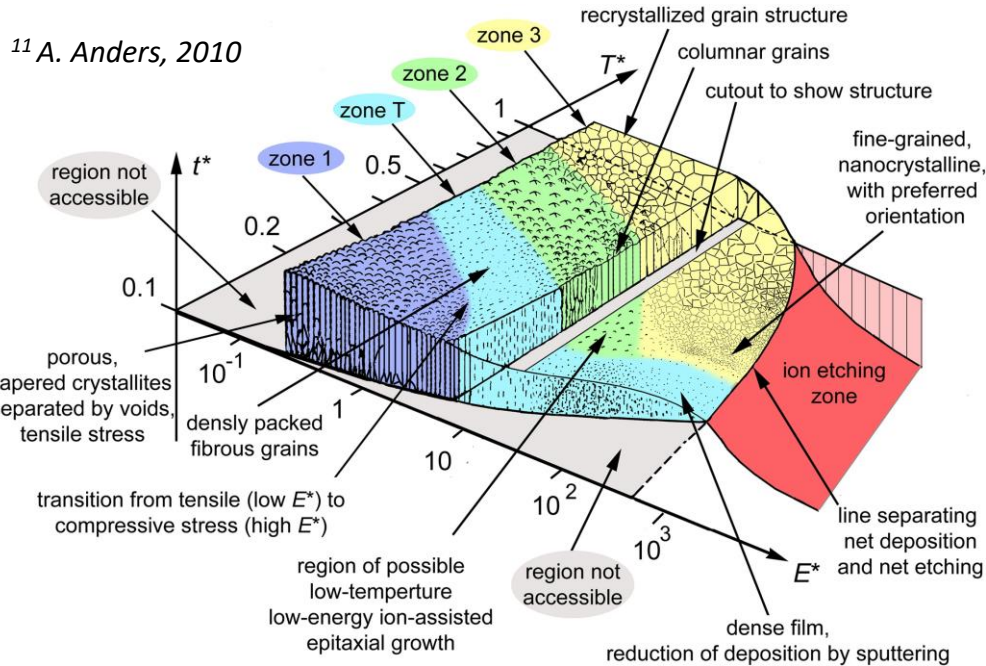 11 A. Anders, 2010
recrystallized grain structure
columnar grains
cutout to show structure
fine-grained,
nanocrystalline,
with preferred
orientation
zone 3
zone 2
zone T
zone 1
T*
1
0.5
0.2
0.1
t*
region not
accessible
porous,
apered crystallites
eparated by voids,
tensile stress
10-1
1
10
102
103
E*
densly packed
fibrous grains
transition from tensile (low E*) to
compressive stress (high E*)
region of possible
low-temperture
low-energy ion-assisted
epitaxial growth
region not
accessible
ion etching
zone
line separating
net deposition
and net etching
dense film,
reduction of deposition by sputtering